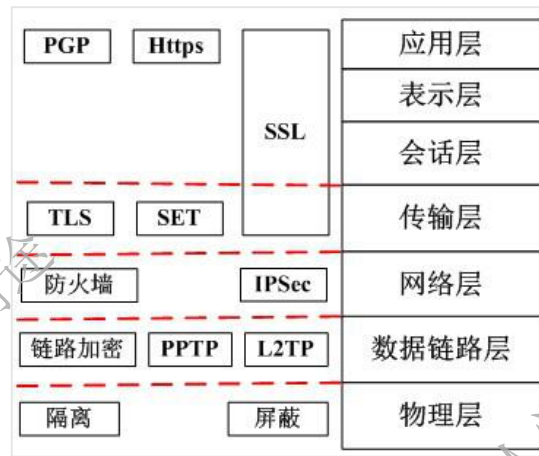 PGP Https 应用层
表示层
SSL
会话层
TLS SET 传输层
防火墙 IPSec 网络层
链路加密 PPTP L2TP 数据链路层
隔离 屏蔽 物理层
途